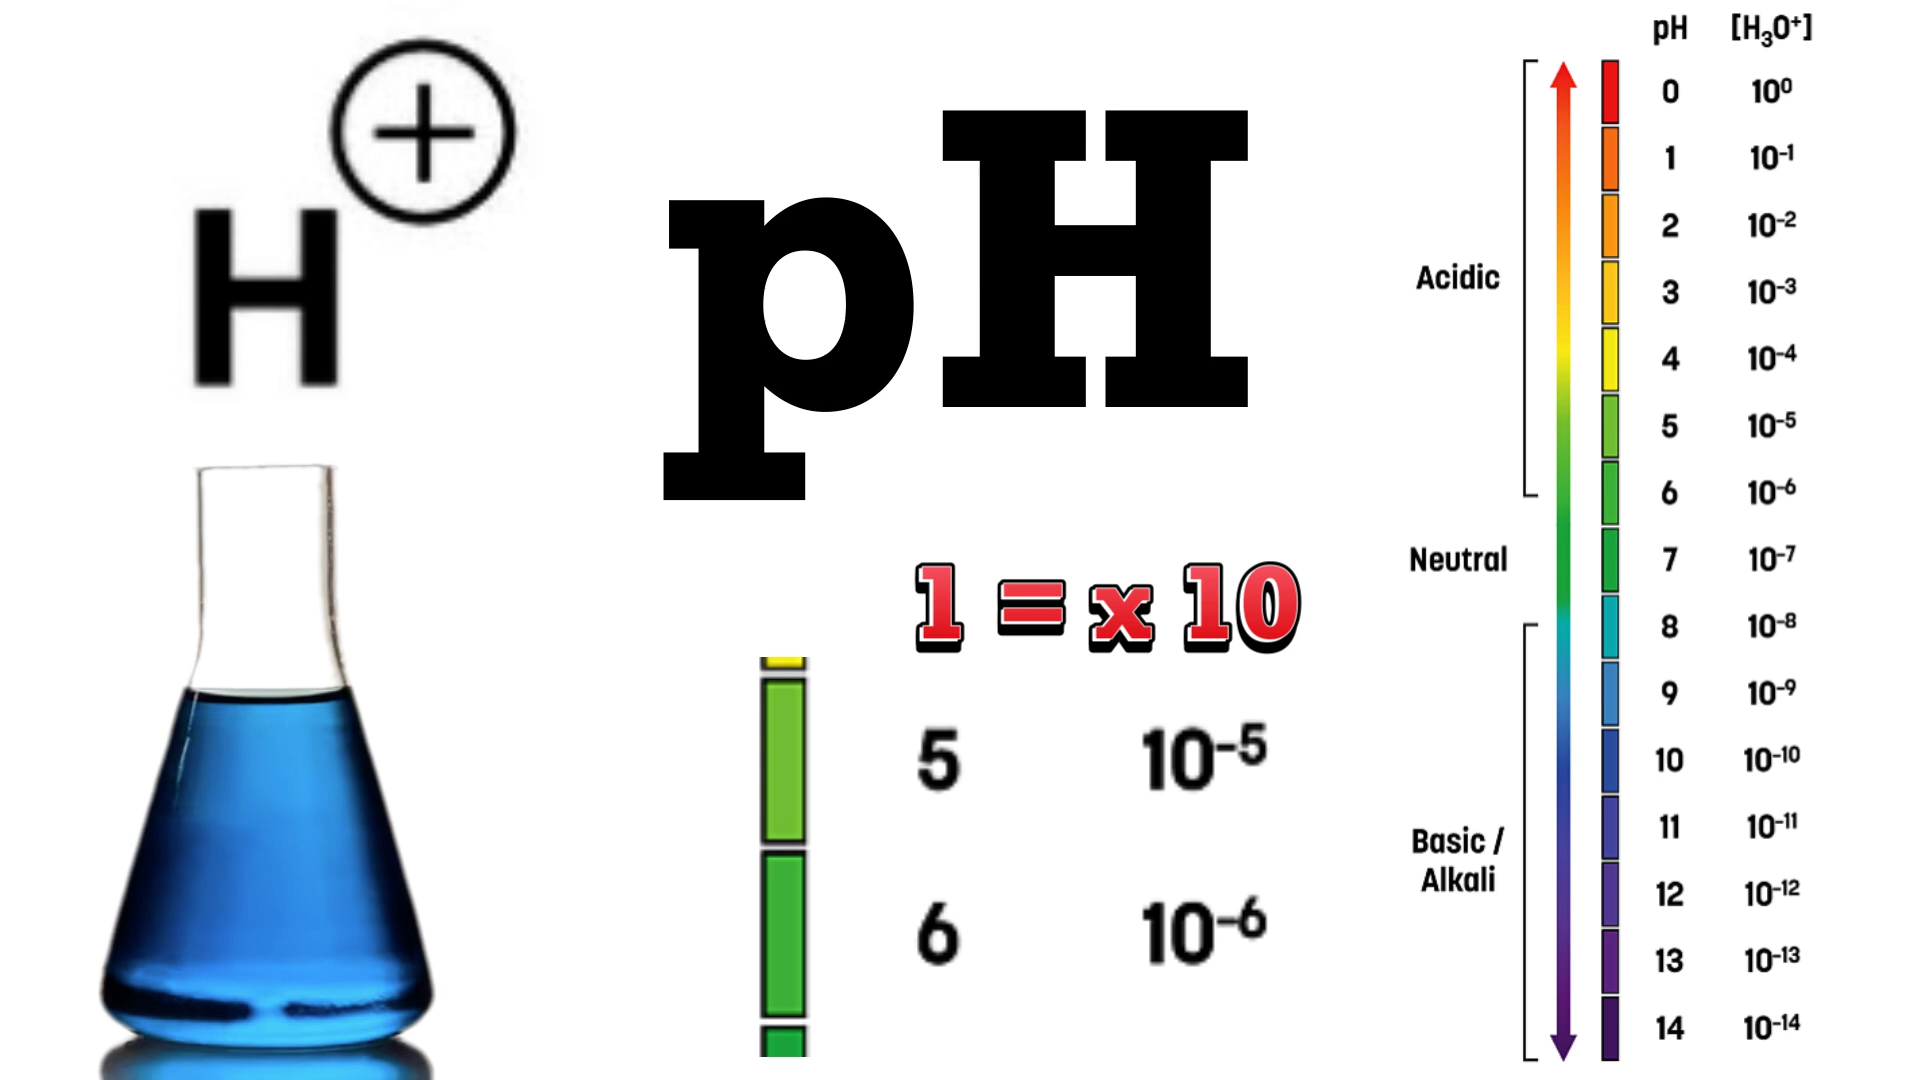 H⊕
pH
1 = x 10
5 10⁻⁵
6 10⁻⁶
pH [H₃O⁺]
0 10⁰
1 10⁻¹
2 10⁻²
3 10⁻³
4 10⁻⁴
5 10⁻⁵
6 10⁻⁶
7 10⁻⁷
8 10⁻⁸
9 10⁻⁹
10 10⁻¹⁰
11 10⁻¹¹
12 10⁻¹²
13 10⁻¹³
14 10⁻¹⁴
Acidic
Neutral
Basic /
Alkali